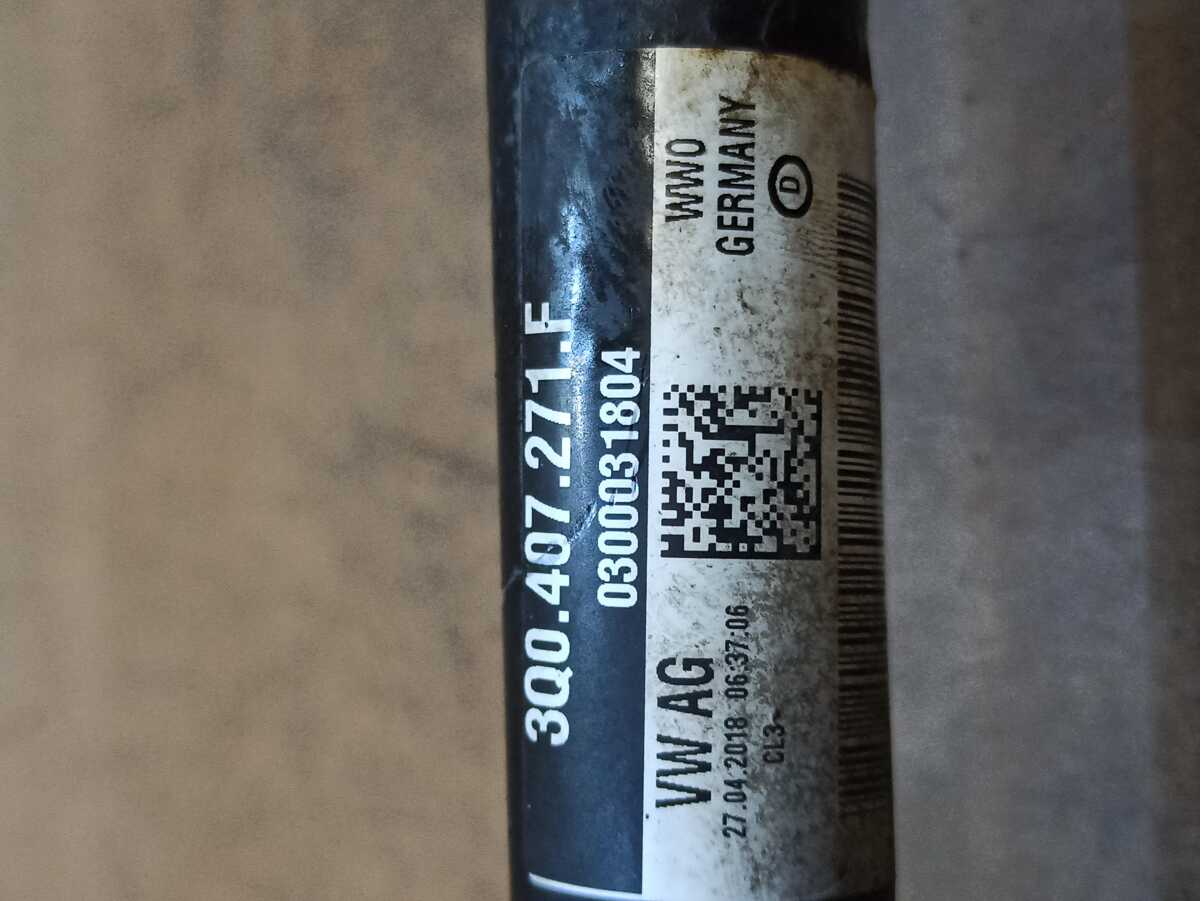 3Q0.407.271.F
0300031804
VW AG
27.04.2018 06:37:06
CL3-
WWO
GERMANY
D